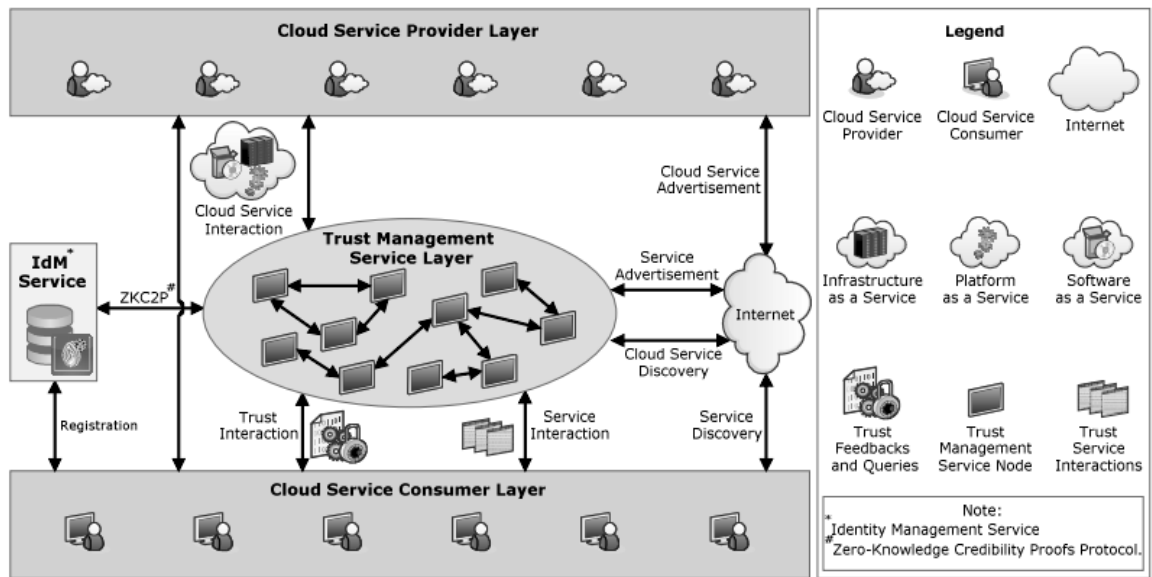 Cloud Service Provider Layer
Cloud Service
Interaction
Cloud Service
Advertisement
Trust Management
Service Layer
IdM*
Service
ZKC2P#
Service
Advertisement
Internet
Cloud Service
Discovery
Registration
Trust
Interaction
Service
Interaction
Service
Discovery
Cloud Service Consumer Layer
Legend
Cloud Service
Provider
Cloud Service
Consumer
Internet
Infrastructure
as a Service
Platform
as a Service
Software
as a Service
Trust
Feedbacks
and Queries
Trust
Management
Service Node
Trust
Service
Interactions
Note:
*Identity Management Service
#Zero-Knowledge Credibility Proofs Protocol.